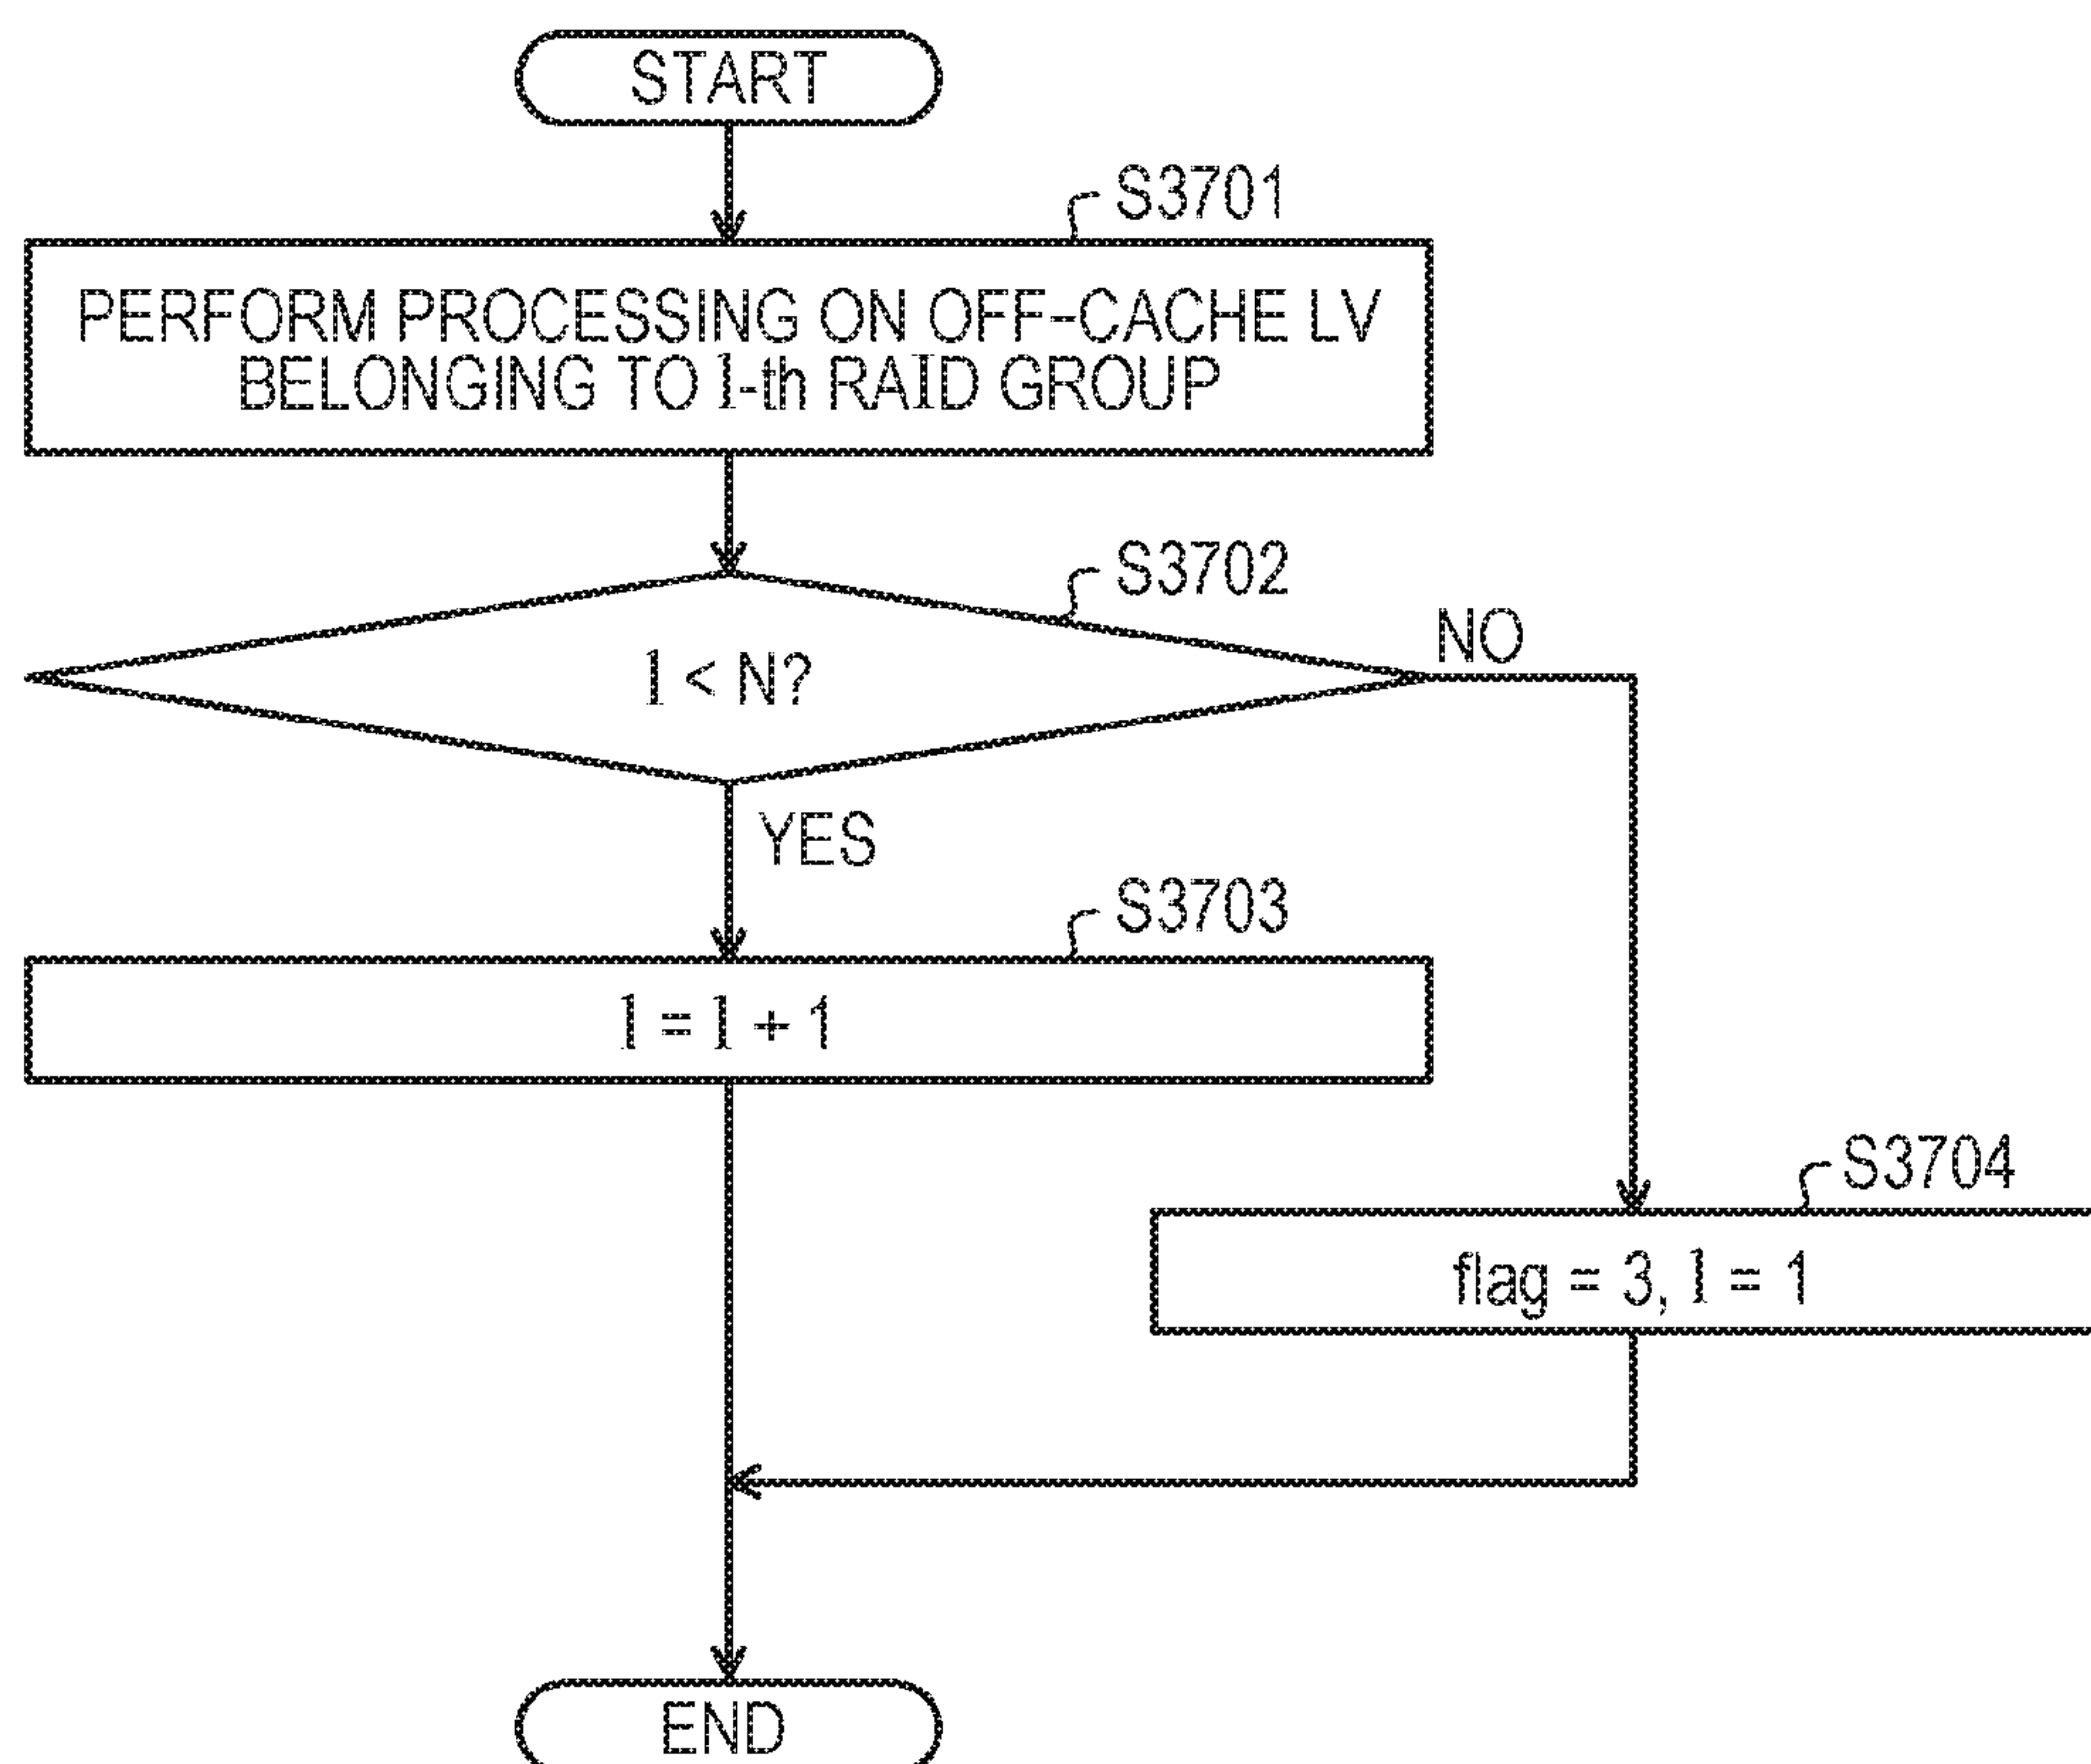 START
S3701
PERFORM PROCESSING ON OFF-CACHE LV
BELONGING TO l-th RAID GROUP
S3702
l < N?
NO
YES
S3703
l = l + 1
S3704
flag = 3, l = 1
END